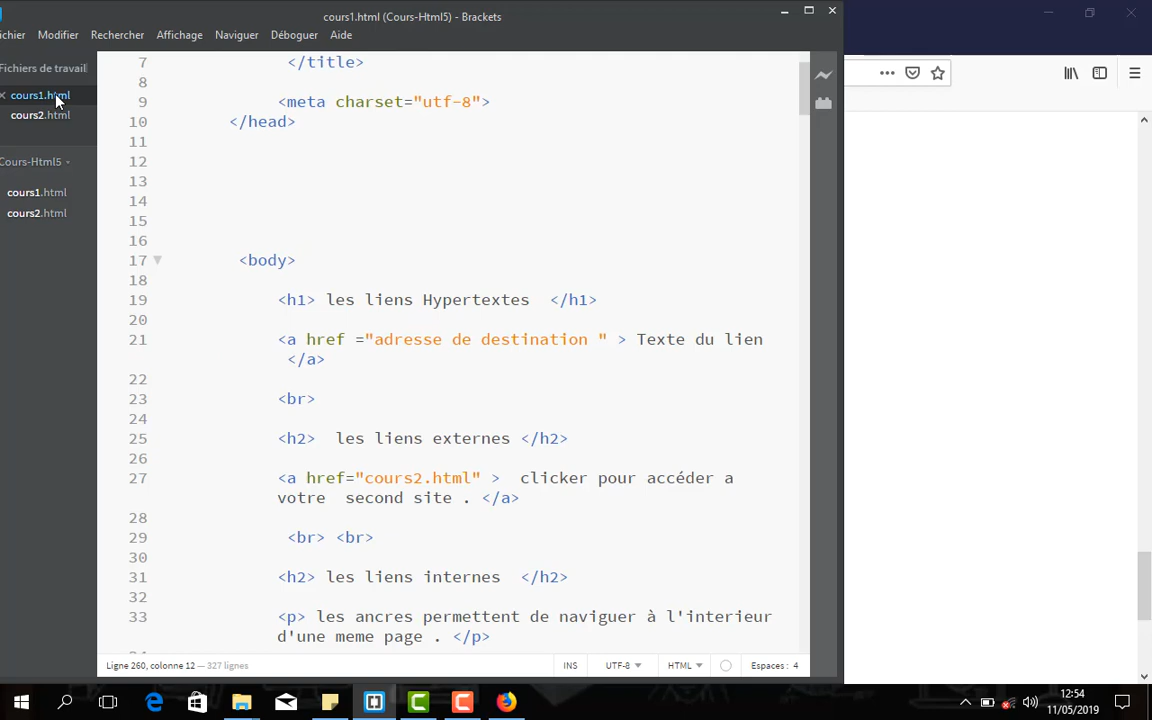 cours1.html (Cours-Html5) - Brackets
ichier Modifier Rechercher Affichage Naviguer Déboguer Aide
Fichiers de travail
cours1.html
cours2.html
Cours-Html5
cours1.html
cours2.html
7 </title>
8
9 <meta charset="utf-8">
10 </head>
11
12
13
14
15
16
17 <body>
18
19 <h1> les liens Hypertextes </h1>
20
21 <a href ="adresse de destination " > Texte du lien
</a>
22
23 <br>
24
25 <h2> les liens externes </h2>
26
27 <a href="cours2.html" > clicker pour accéder a
votre second site . </a>
28
29 <br> <br>
30
31 <h2> les liens internes </h2>
32
33 <p> les ancres permettent de naviguer à l'interieur
d'une meme page . </p>
Ligne 260, colonne 12 — 327 lignes INS UTF-8 HTML Espaces : 4
12:54
11/05/2019